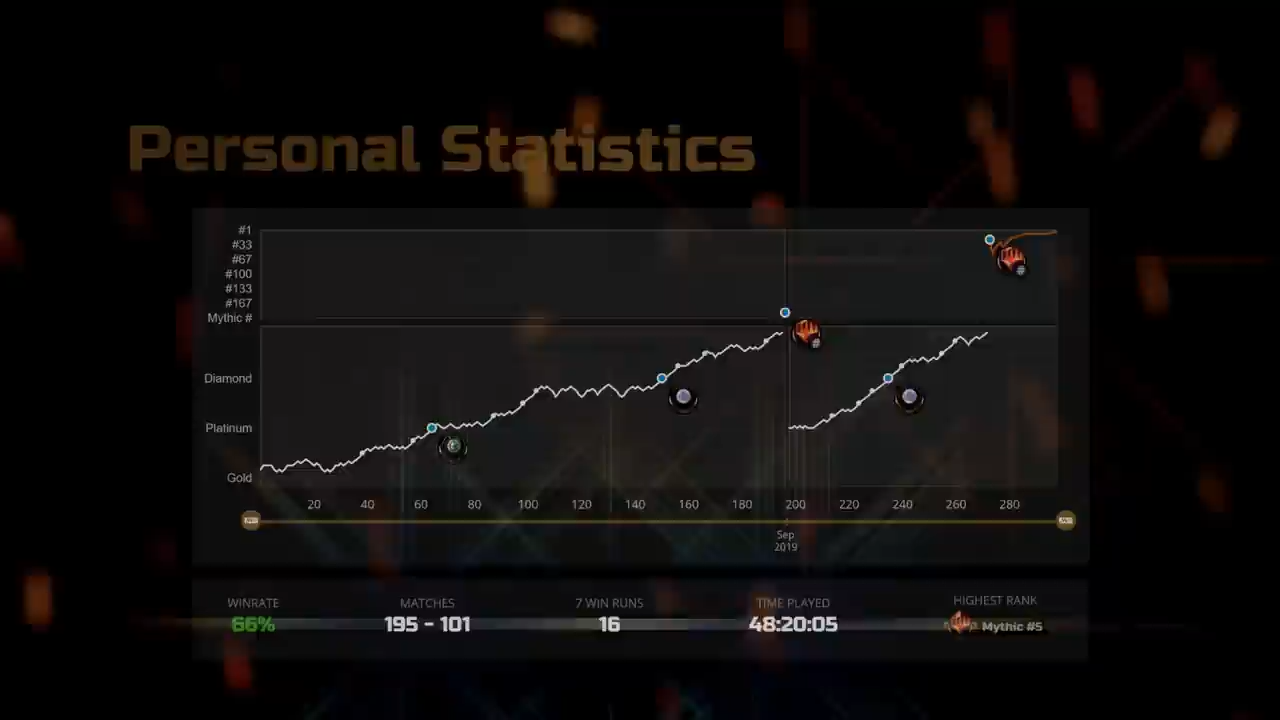 Personal Statistics
#1
#33
#67
#100
#133
#167
Mythic #
Diamond
Platinum
Gold
20 40 60 80 100 120 140 160 180 200 220 240 260 280
Sep
2019
WINRATE MATCHES 7 WIN RUNS TIME PLAYED HIGHEST RANK
66% 195 - 101 16 48:20:05 Mythic #5